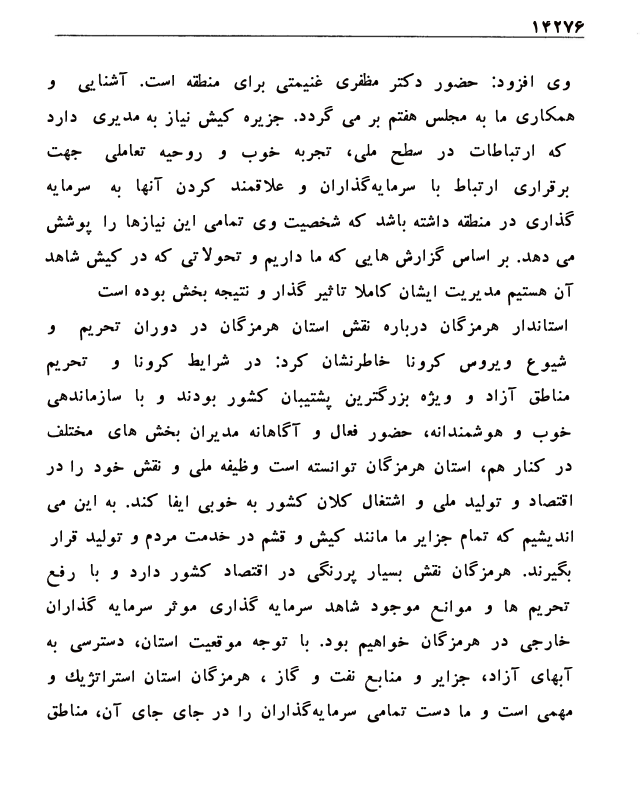 ۱۴۲۷۶
وی افزود: حضور دکتر مظفری غنیمتی برای منطقه است. آشنایی و
همکاری ما به مجلس هفتم بر می گردد. جزیره کیش نیاز به مدیری دارد
که ارتباطات در سطح ملی، تجربه خوب و روحیه تعاملی جهت
برقراری ارتباط با سرمایه‌گذاران و علاقمند کردن آنها به سرمایه
گذاری در منطقه داشته باشد که شخصیت وی تمامی این نیازها را پوشش
می دهد. بر اساس گزارش هایی که ما داریم و تحولاتی که در کیش شاهد
آن هستیم مدیریت ایشان کاملا تاثیر گذار و نتیجه بخش بوده است
استاندار هرمزگان درباره نقش استان هرمزگان در دوران تحریم و
شیوع ویروس کرونا خاطرنشان کرد: در شرایط کرونا و تحریم
مناطق آزاد و ویژه بزرگترین پشتیبان کشور بودند و با سازماندهی
خوب و هوشمندانه، حضور فعال و آگاهانه مدیران بخش های مختلف
در کنار هم، استان هرمزگان توانسته است وظیفه ملی و نقش خود را در
اقتصاد و تولید ملی و اشتغال کلان کشور به خوبی ایفا کند. به این می
اندیشیم که تمام جزایر ما مانند کیش و قشم در خدمت مردم و تولید قرار
بگیرند. هرمزگان نقش بسیار پررنگی در اقتصاد کشور دارد و با رفع
تحریم ها و موانع موجود شاهد سرمایه گذاری موثر سرمایه گذاران
خارجی در هرمزگان خواهیم بود. با توجه موقعیت استان، دسترسی به
آبهای آزاد، جزایر و منابع نفت و گاز ، هرمزگان استان استراتژیك و
مهمی است و ما دست تمامی سرمایه‌گذاران را در جای جای آن، مناطق